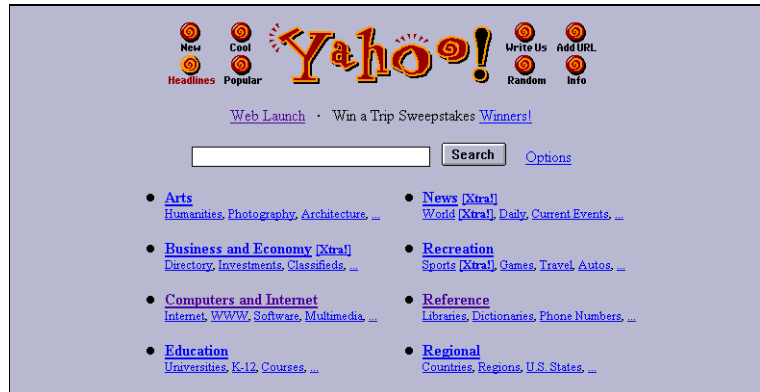 New Cool Yahoo! Write Us Add URL
Headlines Popular Random Info
Web Launch · Win a Trip Sweepstakes Winners!
Search Options
Arts
Humanities, Photography, Architecture, ...
News [Xtra!]
World [Xtra!], Daily, Current Events, ...
Business and Economy [Xtra!]
Directory, Investments, Classifieds, ...
Recreation
Sports [Xtra!], Games, Travel, Autos, ...
Computers and Internet
Internet, WWW, Software, Multimedia, ...
Reference
Libraries, Dictionaries, Phone Numbers, ...
Education
Universities, K-12, Courses, ...
Regional
Countries, Regions, U.S. States, ...